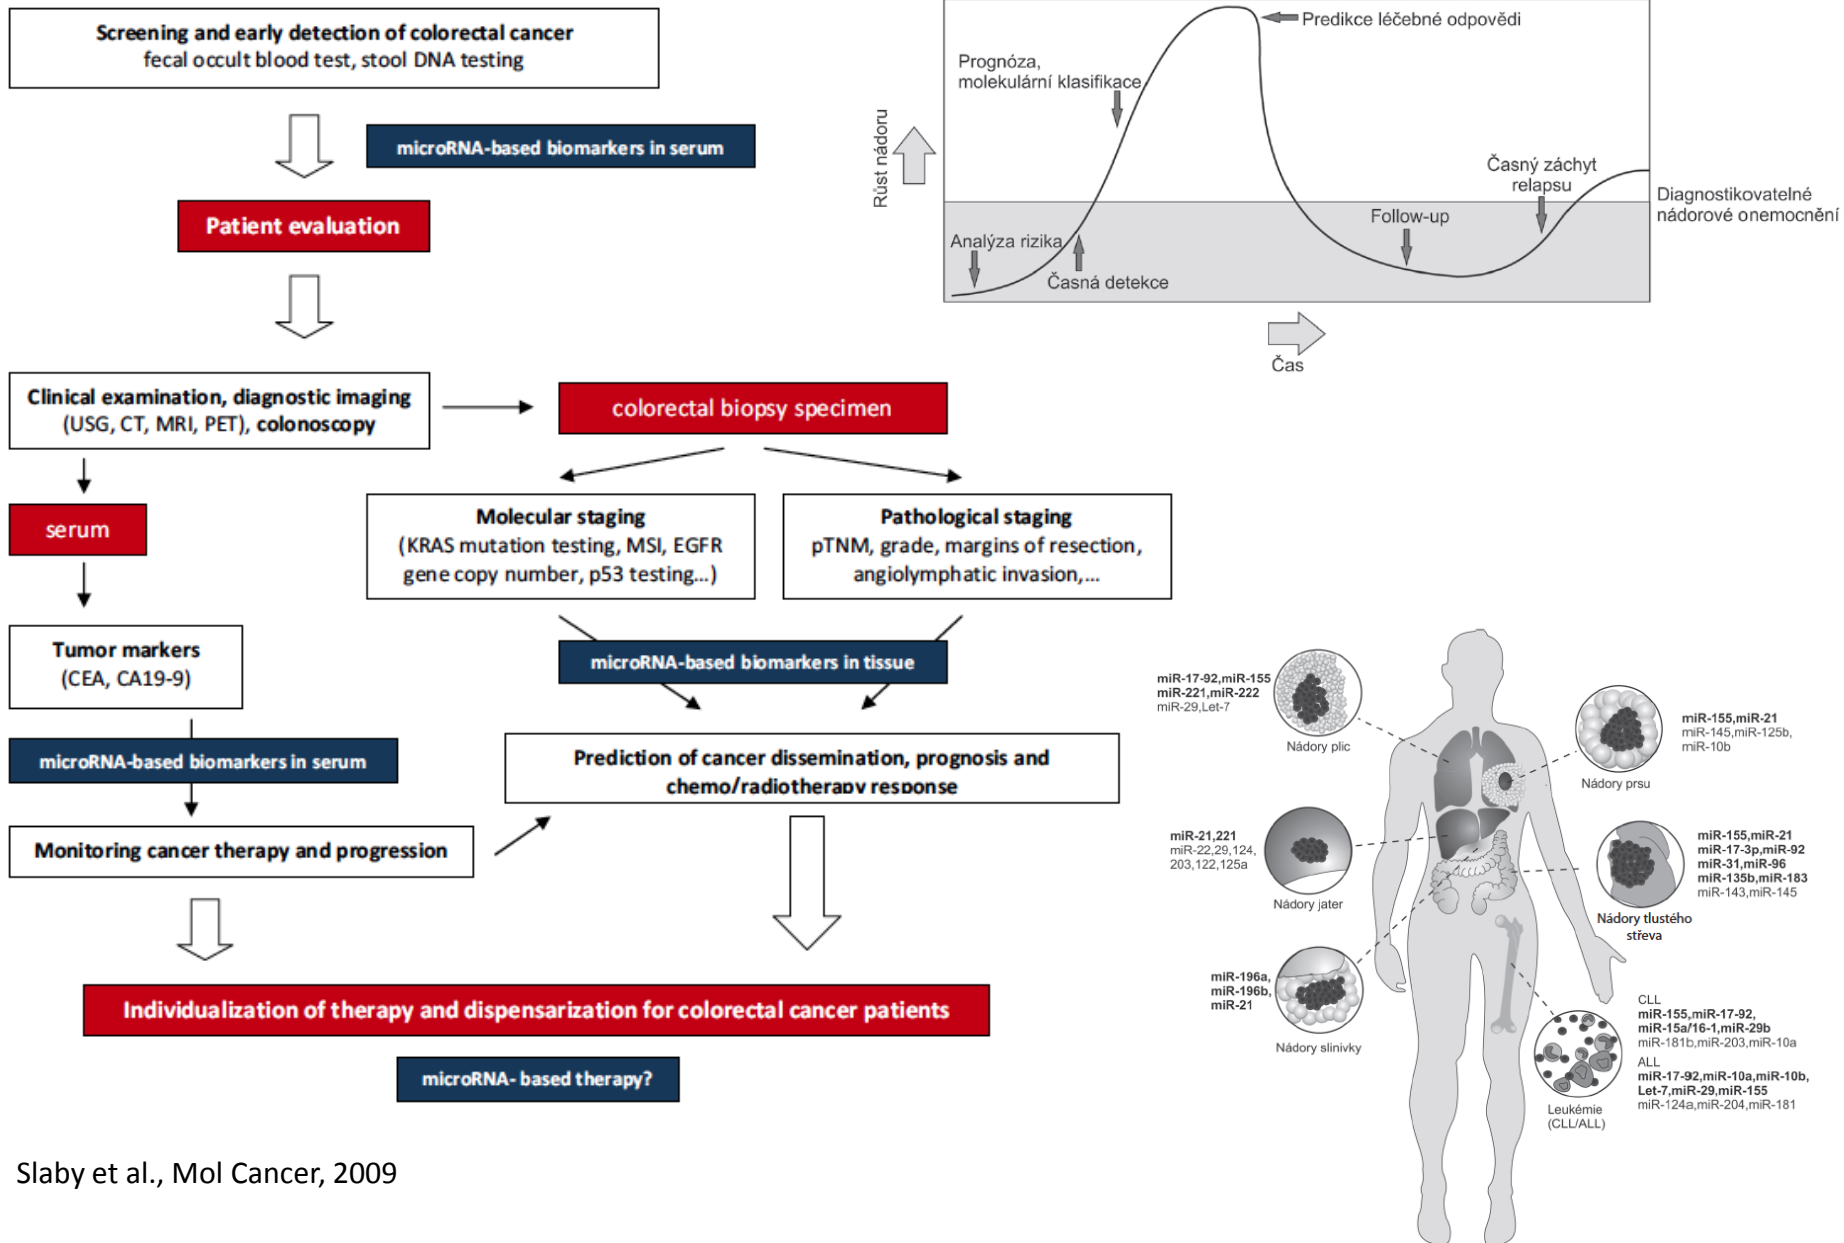 Screening and early detection of colorectal cancer
fecal occult blood test, stool DNA testing
microRNA-based biomarkers in serum
Patient evaluation
Clinical examination, diagnostic imaging
(USG, CT, MRI, PET), colonoscopy
colorectal biopsy specimen
serum
Molecular staging
(KRAS mutation testing, MSI, EGFR
gene copy number, p53 testing...)
Pathological staging
pTNM, grade, margins of resection,
angiolymphatic invasion,...
Tumor markers
(CEA, CA19-9)
microRNA-based biomarkers in tissue
microRNA-based biomarkers in serum
Prediction of cancer dissemination, prognosis and
chemo/radiotherapy response
Monitoring cancer therapy and progression
Individualization of therapy and dispensarization for colorectal cancer patients
microRNA- based therapy?
Slaby et al., Mol Cancer, 2009
Predikce léčebné odpovědi
Prognóza,
molekulární klasifikace
Růst nádoru
Časný záchyt
relapsu
Diagnostikovatelné
nádorové onemocnění
Follow-up
Analýza rizika
Časná detekce
Čas
miR-17-92,miR-155
miR-221,miR-222
miR-29,Let-7
Nádory plic
miR-155,miR-21
miR-145,miR-125b,
miR-10b
Nádory prsu
miR-21,221
miR-22,29,124,
203,122,125a
Nádory jater
miR-155,miR-21
miR-17-3p,miR-92
miR-31,miR-96
miR-135b,miR-183
miR-143,miR-145
Nádory tlustého
střeva
miR-196a,
miR-196b,
miR-21
Nádory slinivky
CLL
miR-155,miR-17-92,
miR-15a/16-1,miR-29b
miR-181b,miR-203,miR-10a
ALL
miR-17-92,miR-10a,miR-10b,
Let-7,miR-29,miR-155
miR-124a,miR-204,miR-181
Leukémie
(CLL/ALL)